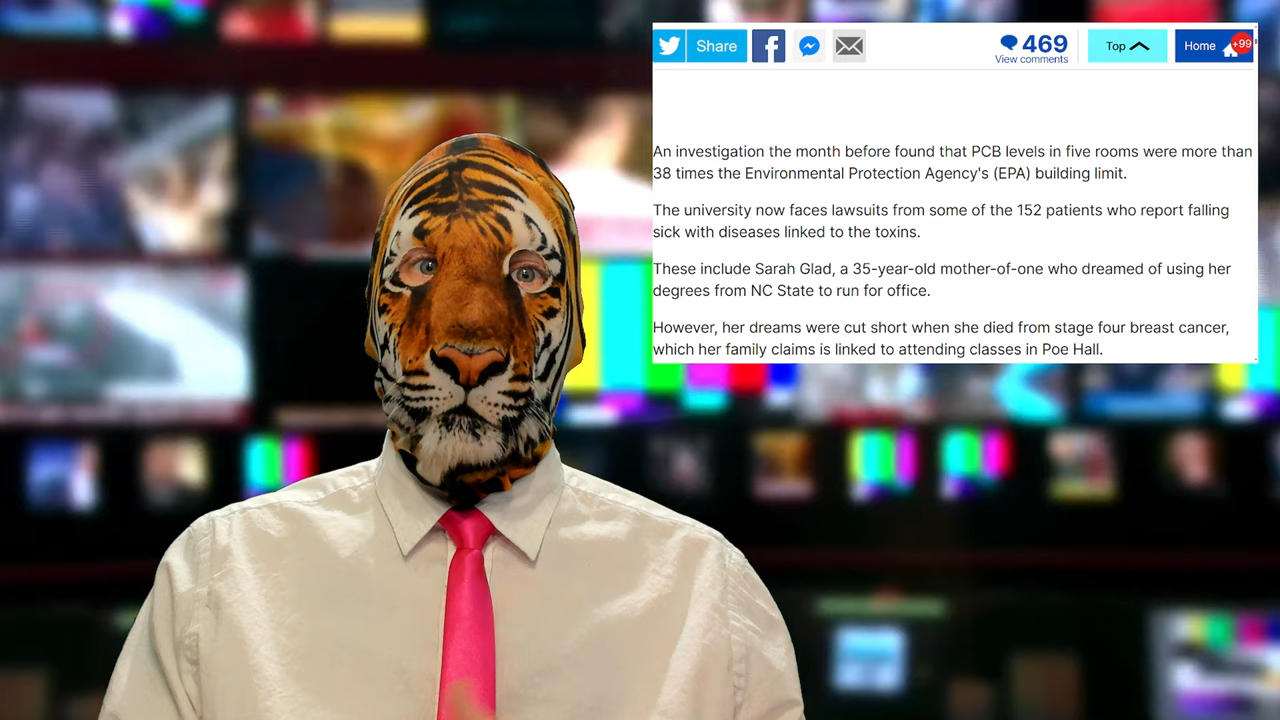 Share
469
View comments
Top
Home
+99
An investigation the month before found that PCB levels in five rooms were more than
38 times the Environmental Protection Agency's (EPA) building limit.
The university now faces lawsuits from some of the 152 patients who report falling
sick with diseases linked to the toxins.
These include Sarah Glad, a 35-year-old mother-of-one who dreamed of using her
degrees from NC State to run for office.
However, her dreams were cut short when she died from stage four breast cancer,
which her family claims is linked to attending classes in Poe Hall.